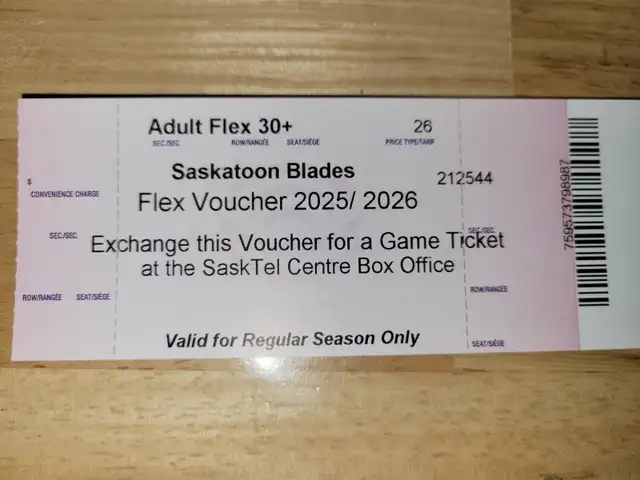 Adult Flex 30+ 26
SEC./SEC. ROW/RANGÉE SEAT/SIÈGE PRICE TYPE/TARIF
Saskatoon Blades 212544
$
CONVENIENCE CHARGE
Flex Voucher 2025/ 2026
SEC./SEC. SEC./SEC.
Exchange this Voucher for a Game Ticket
at the SaskTel Centre Box Office
ROW/RANGÉE SEAT/SIÈGE ROW/RANGÉE
Valid for Regular Season Only
SEAT/SIÈGE
759573798987